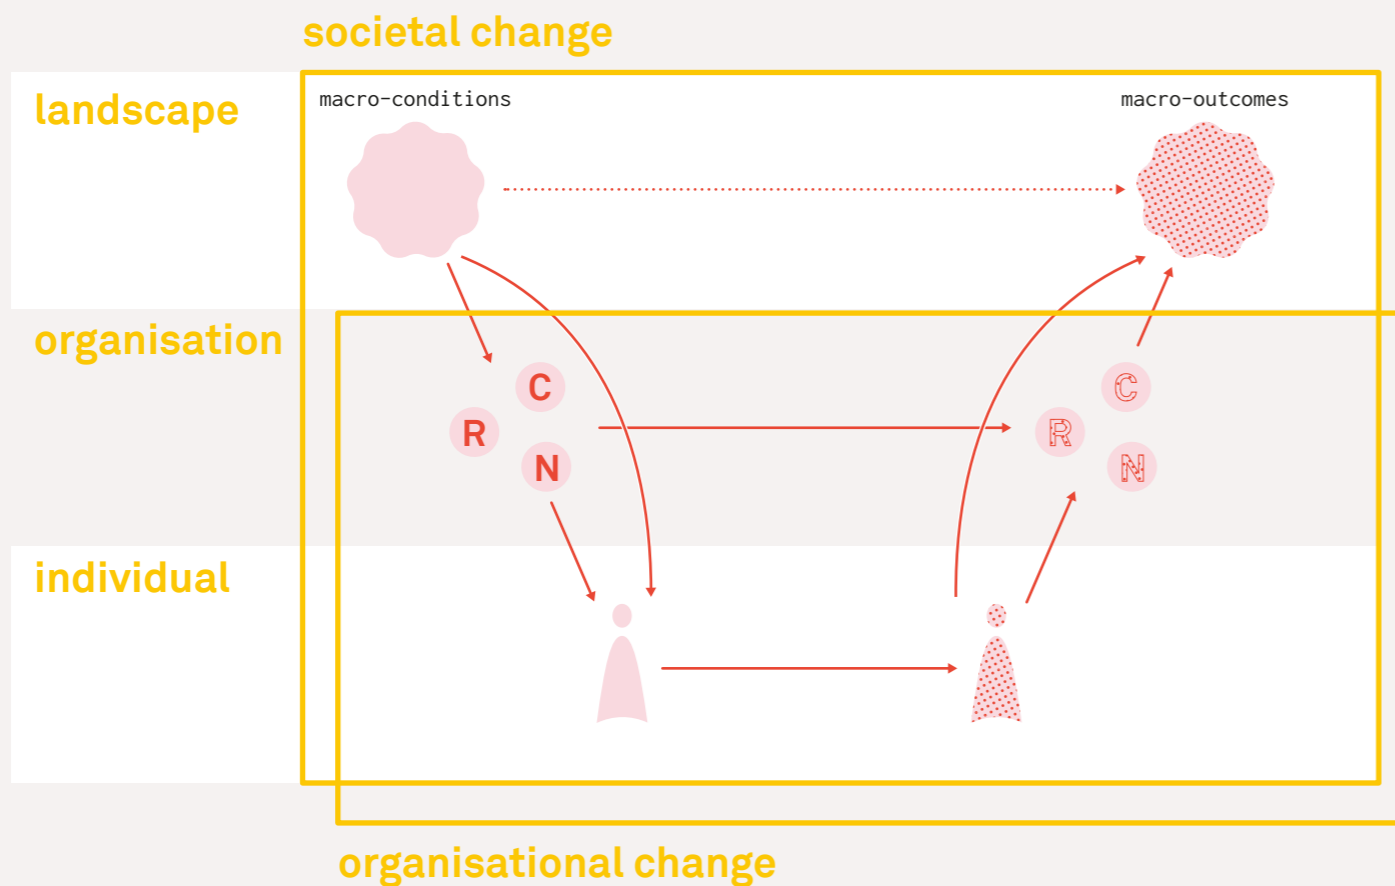 societal change
landscape
macro-conditions
macro-outcomes
organisation
C
R
N
C
R
N
individual
organisational change